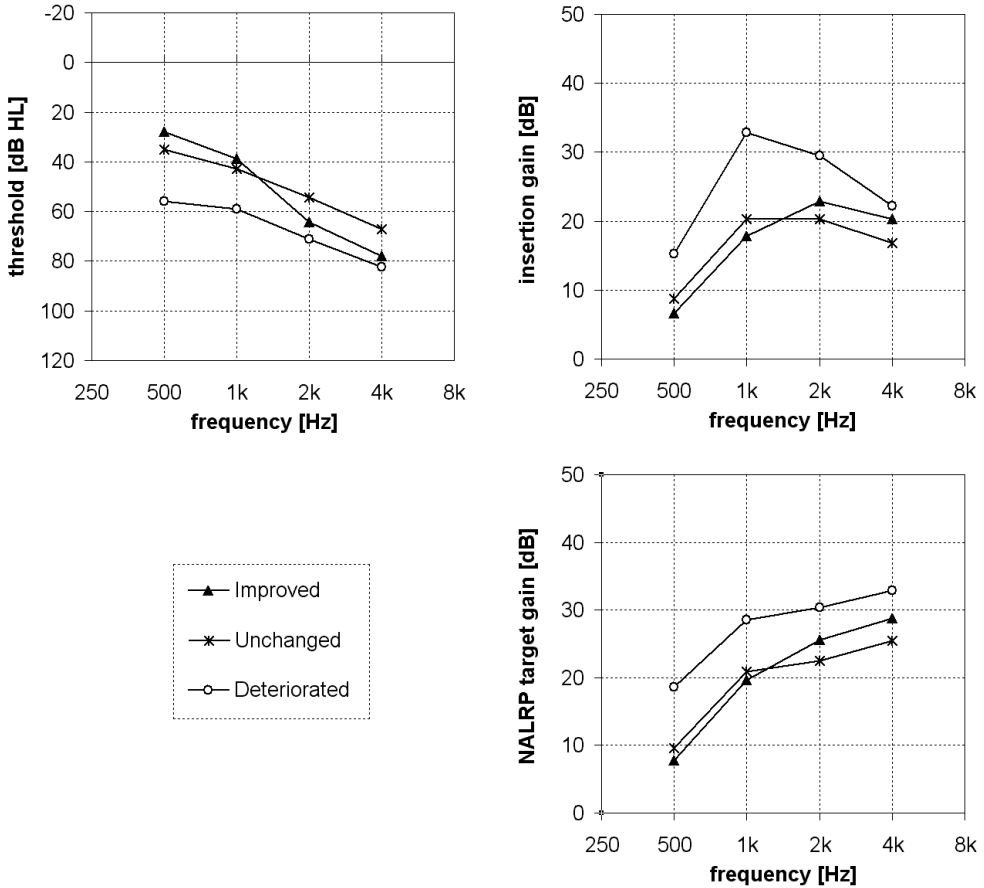 threshold [dB HL]
-20
0
20
40
60
80
100
120
250 500 1k 2k 4k 8k
frequency [Hz]
insertion gain [dB]
50
40
30
20
10
0
250 500 1k 2k 4k 8k
frequency [Hz]
Improved
Unchanged
Deteriorated
NALRP target gain [dB]
50
40
30
20
10
0
250 500 1k 2k 4k 8k
frequency [Hz]